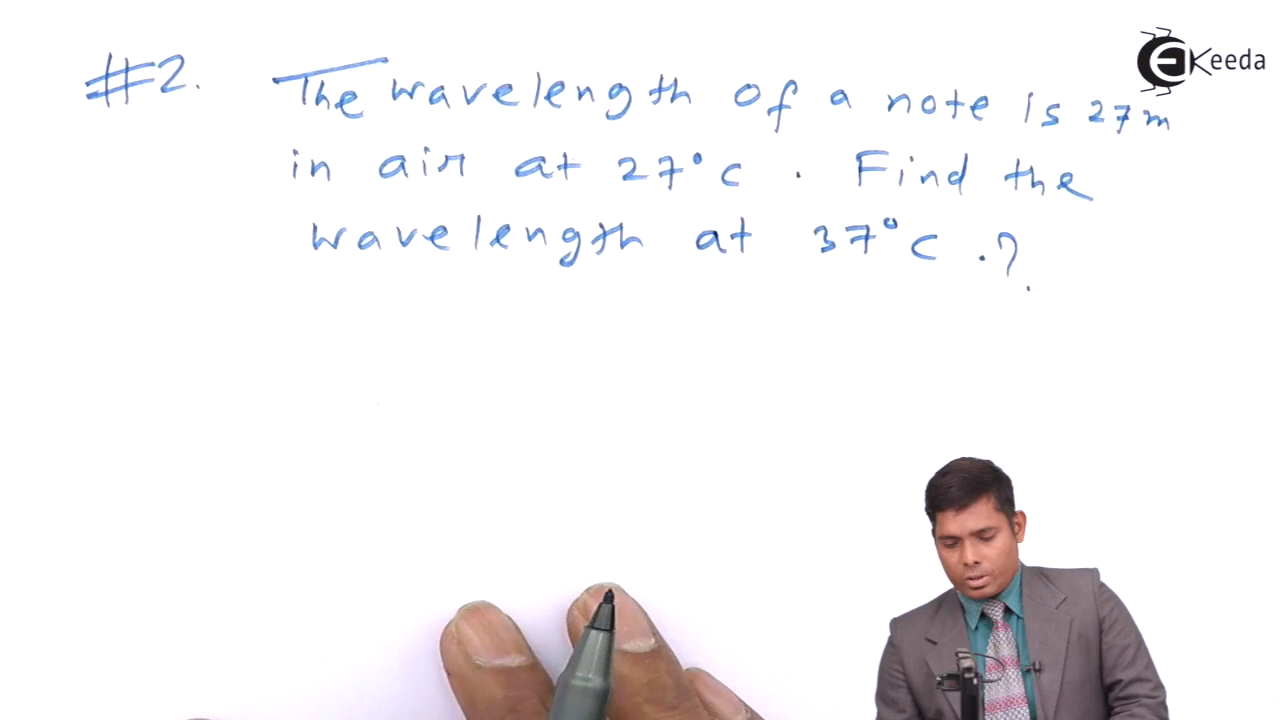 #2. The wavelength of a note is 27m
in air at 27°C. Find the
wavelength at 37°C.?
EKeeda